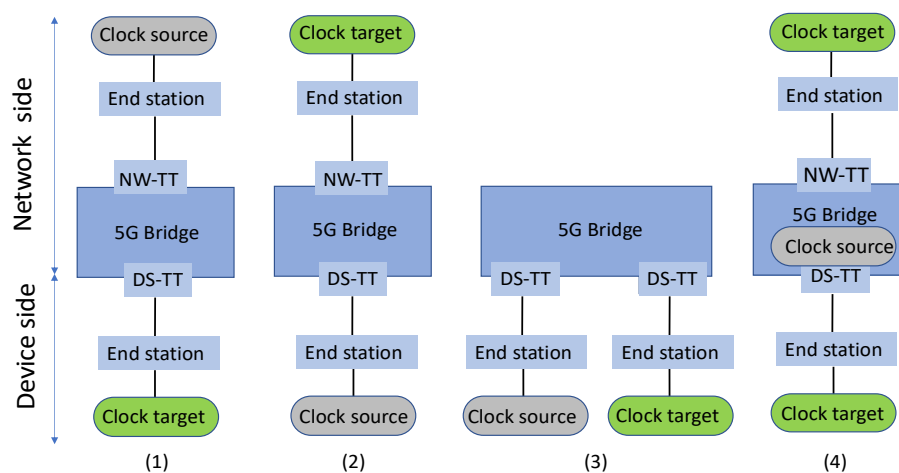 Network side
Device side
Clock source
End station
NW-TT
5G Bridge
DS-TT
End station
Clock target
(1)
Clock target
End station
NW-TT
5G Bridge
DS-TT
End station
Clock source
(2)
5G Bridge
DS-TT
DS-TT
End station
End station
Clock source
Clock target
(3)
Clock target
End station
NW-TT
5G Bridge
Clock source
DS-TT
End station
Clock target
(4)